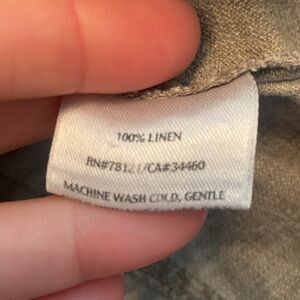 100% LINEN
RN#78121/CA#34460
MACHINE WASH COLD, GENTLE